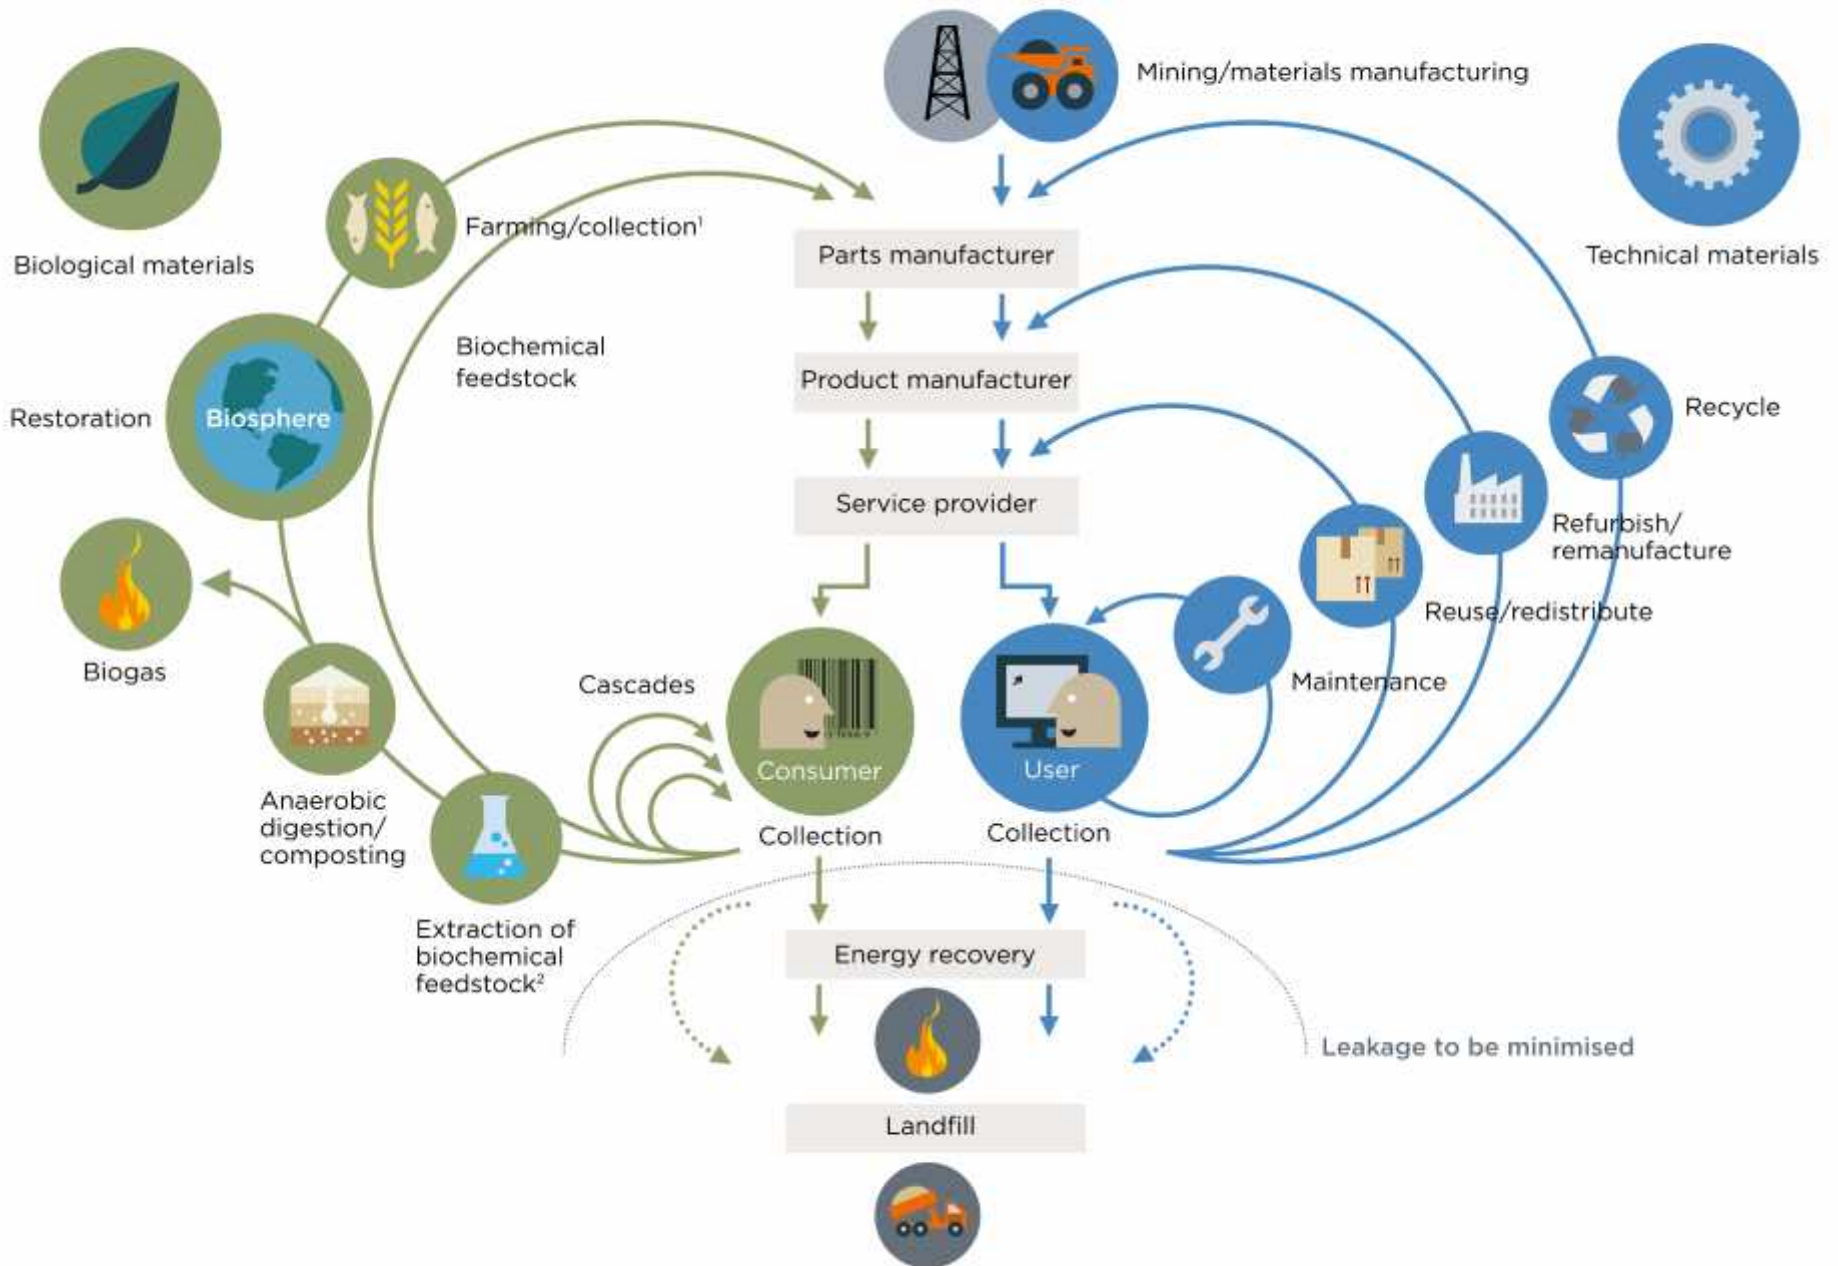 Mining/materials manufacturing
Biological materials
Technical materials
Farming/collection¹
Parts manufacturer
Biochemical
feedstock
Product manufacturer
Restoration
Biosphere
Recycle
Service provider
Refurbish/
remanufacture
Reuse/redistribute
Biogas
Cascades
Maintenance
Consumer
User
Anaerobic
digestion/
composting
Collection
Collection
Extraction of
biochemical
feedstock²
Energy recovery
Leakage to be minimised
Landfill